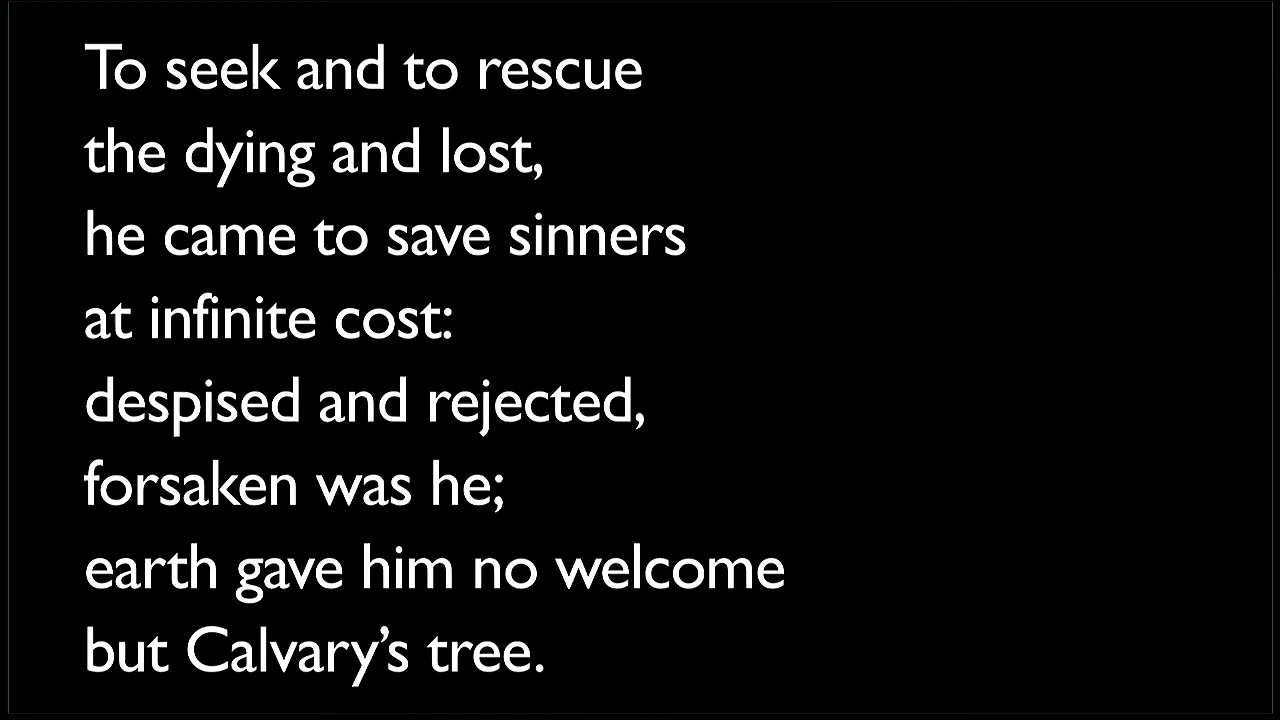 To seek and to rescue
the dying and lost,
he came to save sinners
at infinite cost:
despised and rejected,
forsaken was he;
earth gave him no welcome
but Calvary’s tree.